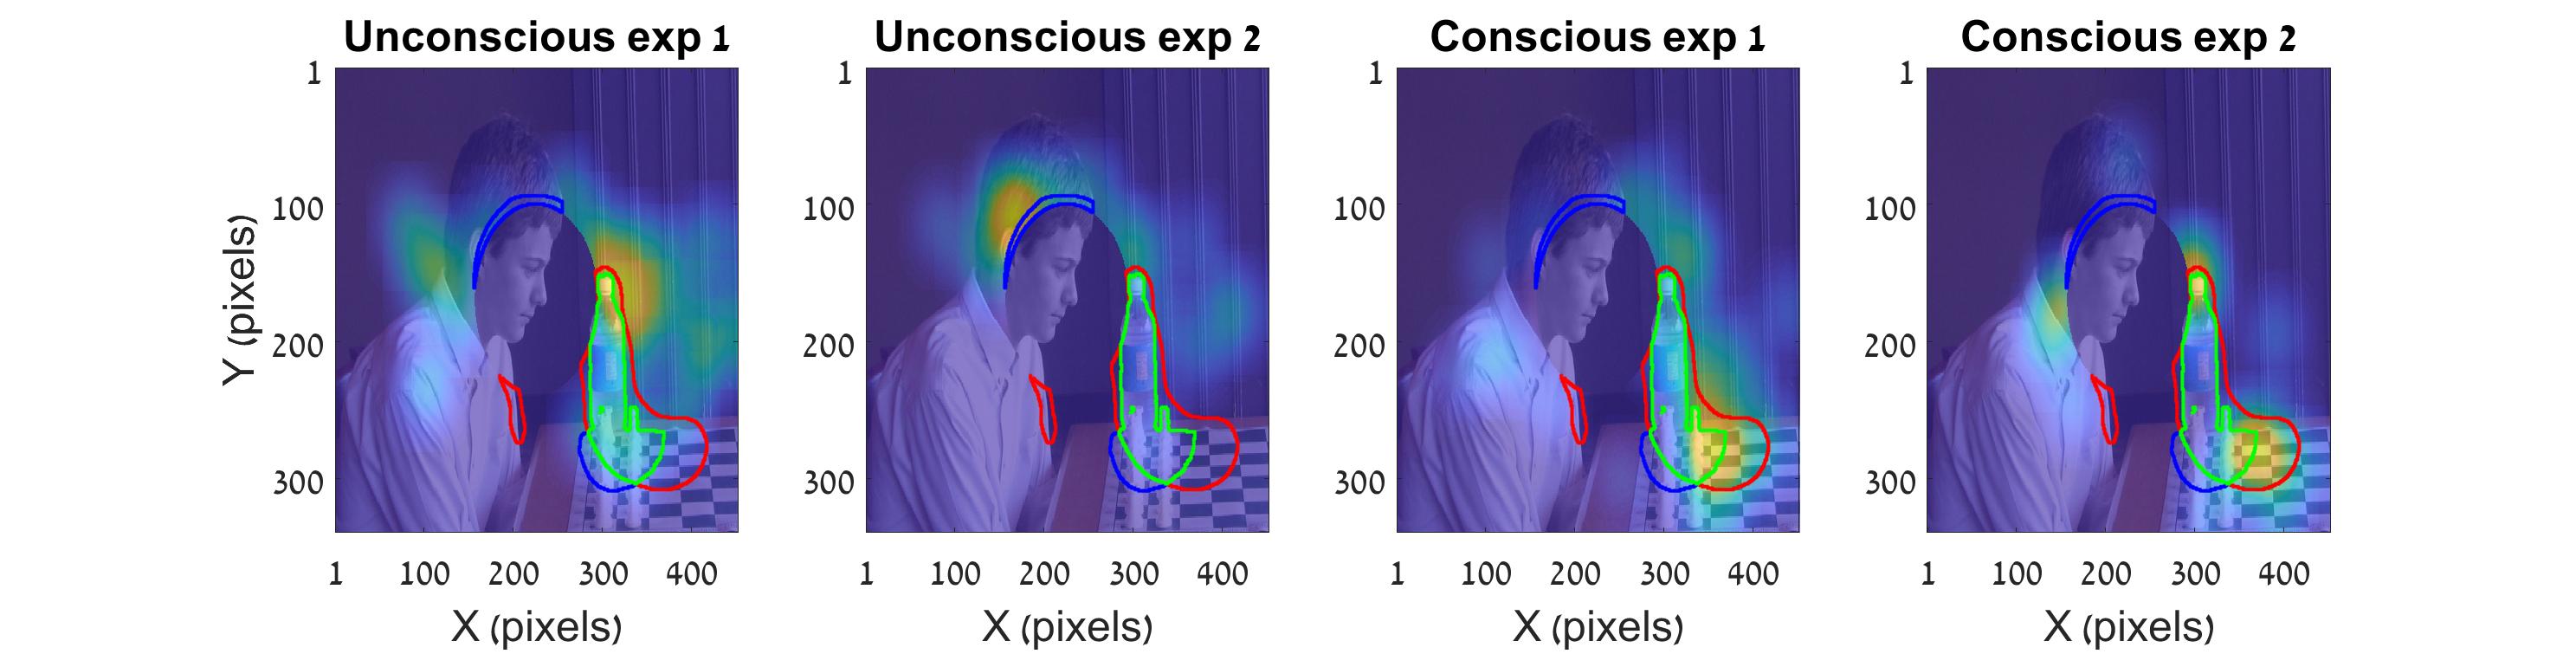 Unconscious exp 1 Unconscious exp 2 Conscious exp 1 Conscious exp 2
1 1 1 1
100 100 100 100
200 200 200 200
300 300 300 300
Y (pixels)
1 100 200 300 400 1 100 200 300 400 1 100 200 300 400 1 100 200 300 400
X (pixels) X (pixels) X (pixels) X (pixels)